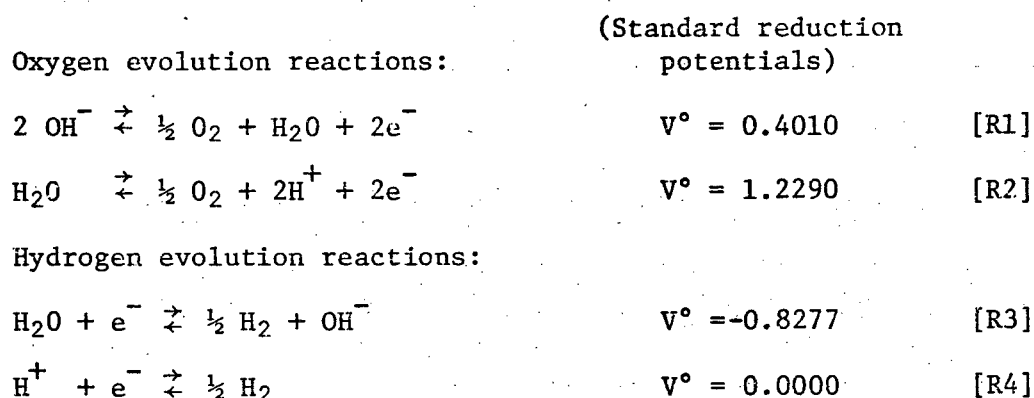 (Standard reduction
Oxygen evolution reactions: potentials)
2 OH⁻ ⇄ ½ O₂ + H₂O + 2e⁻ V° = 0.4010 [R1]
H₂O ⇄ ½ O₂ + 2H⁺ + 2e⁻ V° = 1.2290 [R2]
Hydrogen evolution reactions:
H₂O + e⁻ ⇄ ½ H₂ + OH⁻ V° =-0.8277 [R3]
H⁺ + e⁻ ⇄ ½ H₂ V° = 0.0000 [R4]